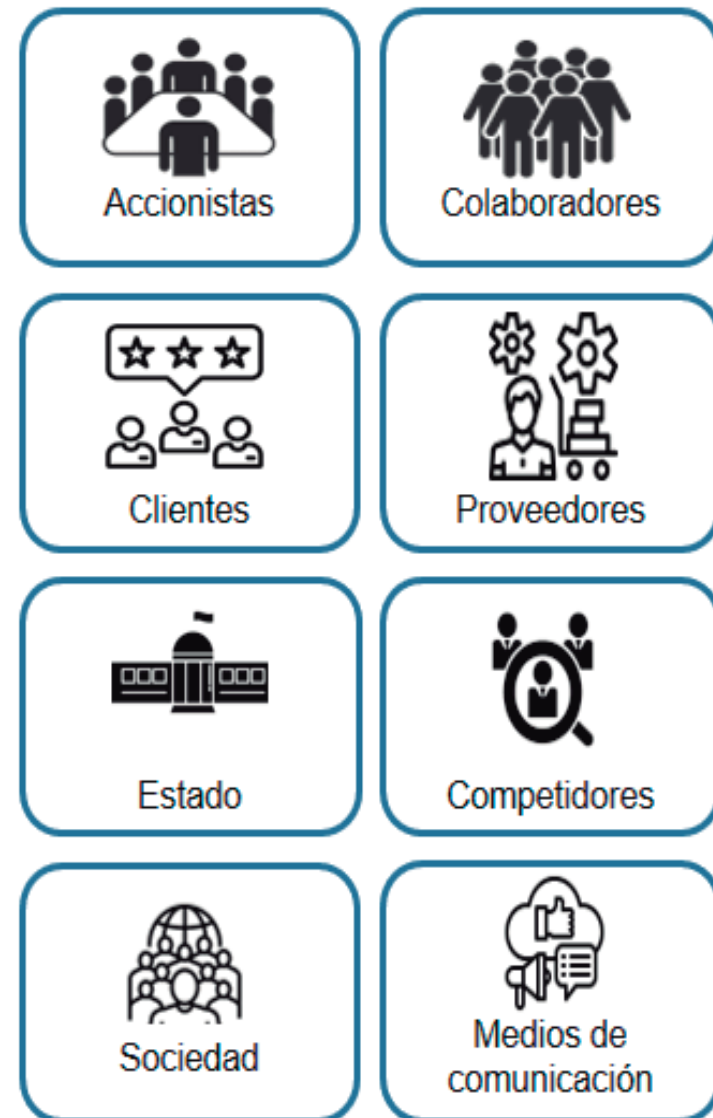 Accionistas
Colaboradores
Clientes
Proveedores
Estado
Competidores
Sociedad
Medios de
comunicación